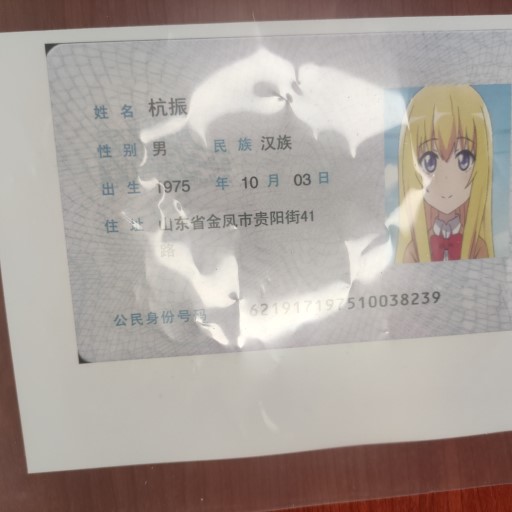 姓名 杭振
性别 男 民族 汉族
出生 1975 年 10 月 03 日
住址 山东省金凤市贵阳街41
路
公民身份号码 621917197510038239